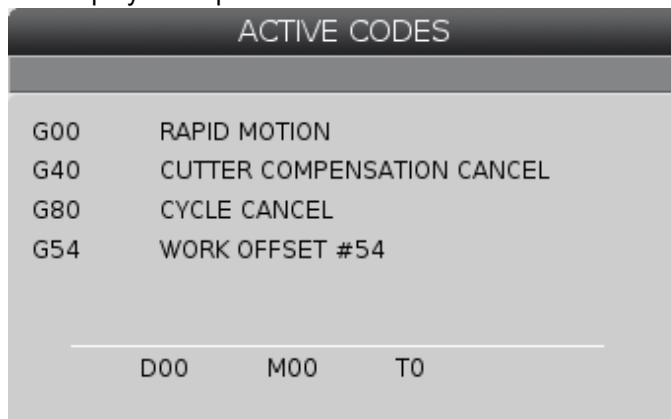 ACTIVE CODES
G00 RAPID MOTION
G40 CUTTER COMPENSATION CANCEL
G80 CYCLE CANCEL
G54 WORK OFFSET #54
D00 M00 T0